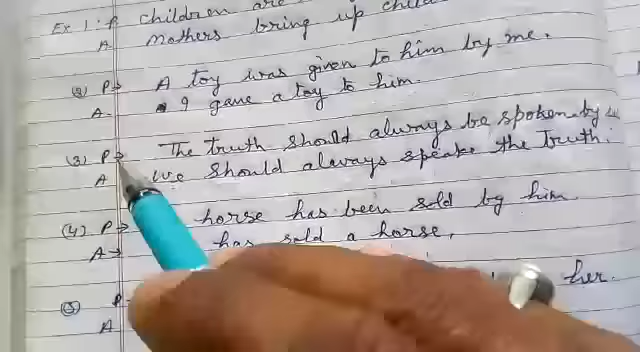 Ex 1: P children are
A mothers bring up chil
(2) P→ A toy was given to him by me.
A- I gave a toy to him.
(3) P→ The truth should always be spoken by us
A we should always speak the truth.
(4) P→ horse has been sold by him
A→ has sold a horse.
(5) P her.
A